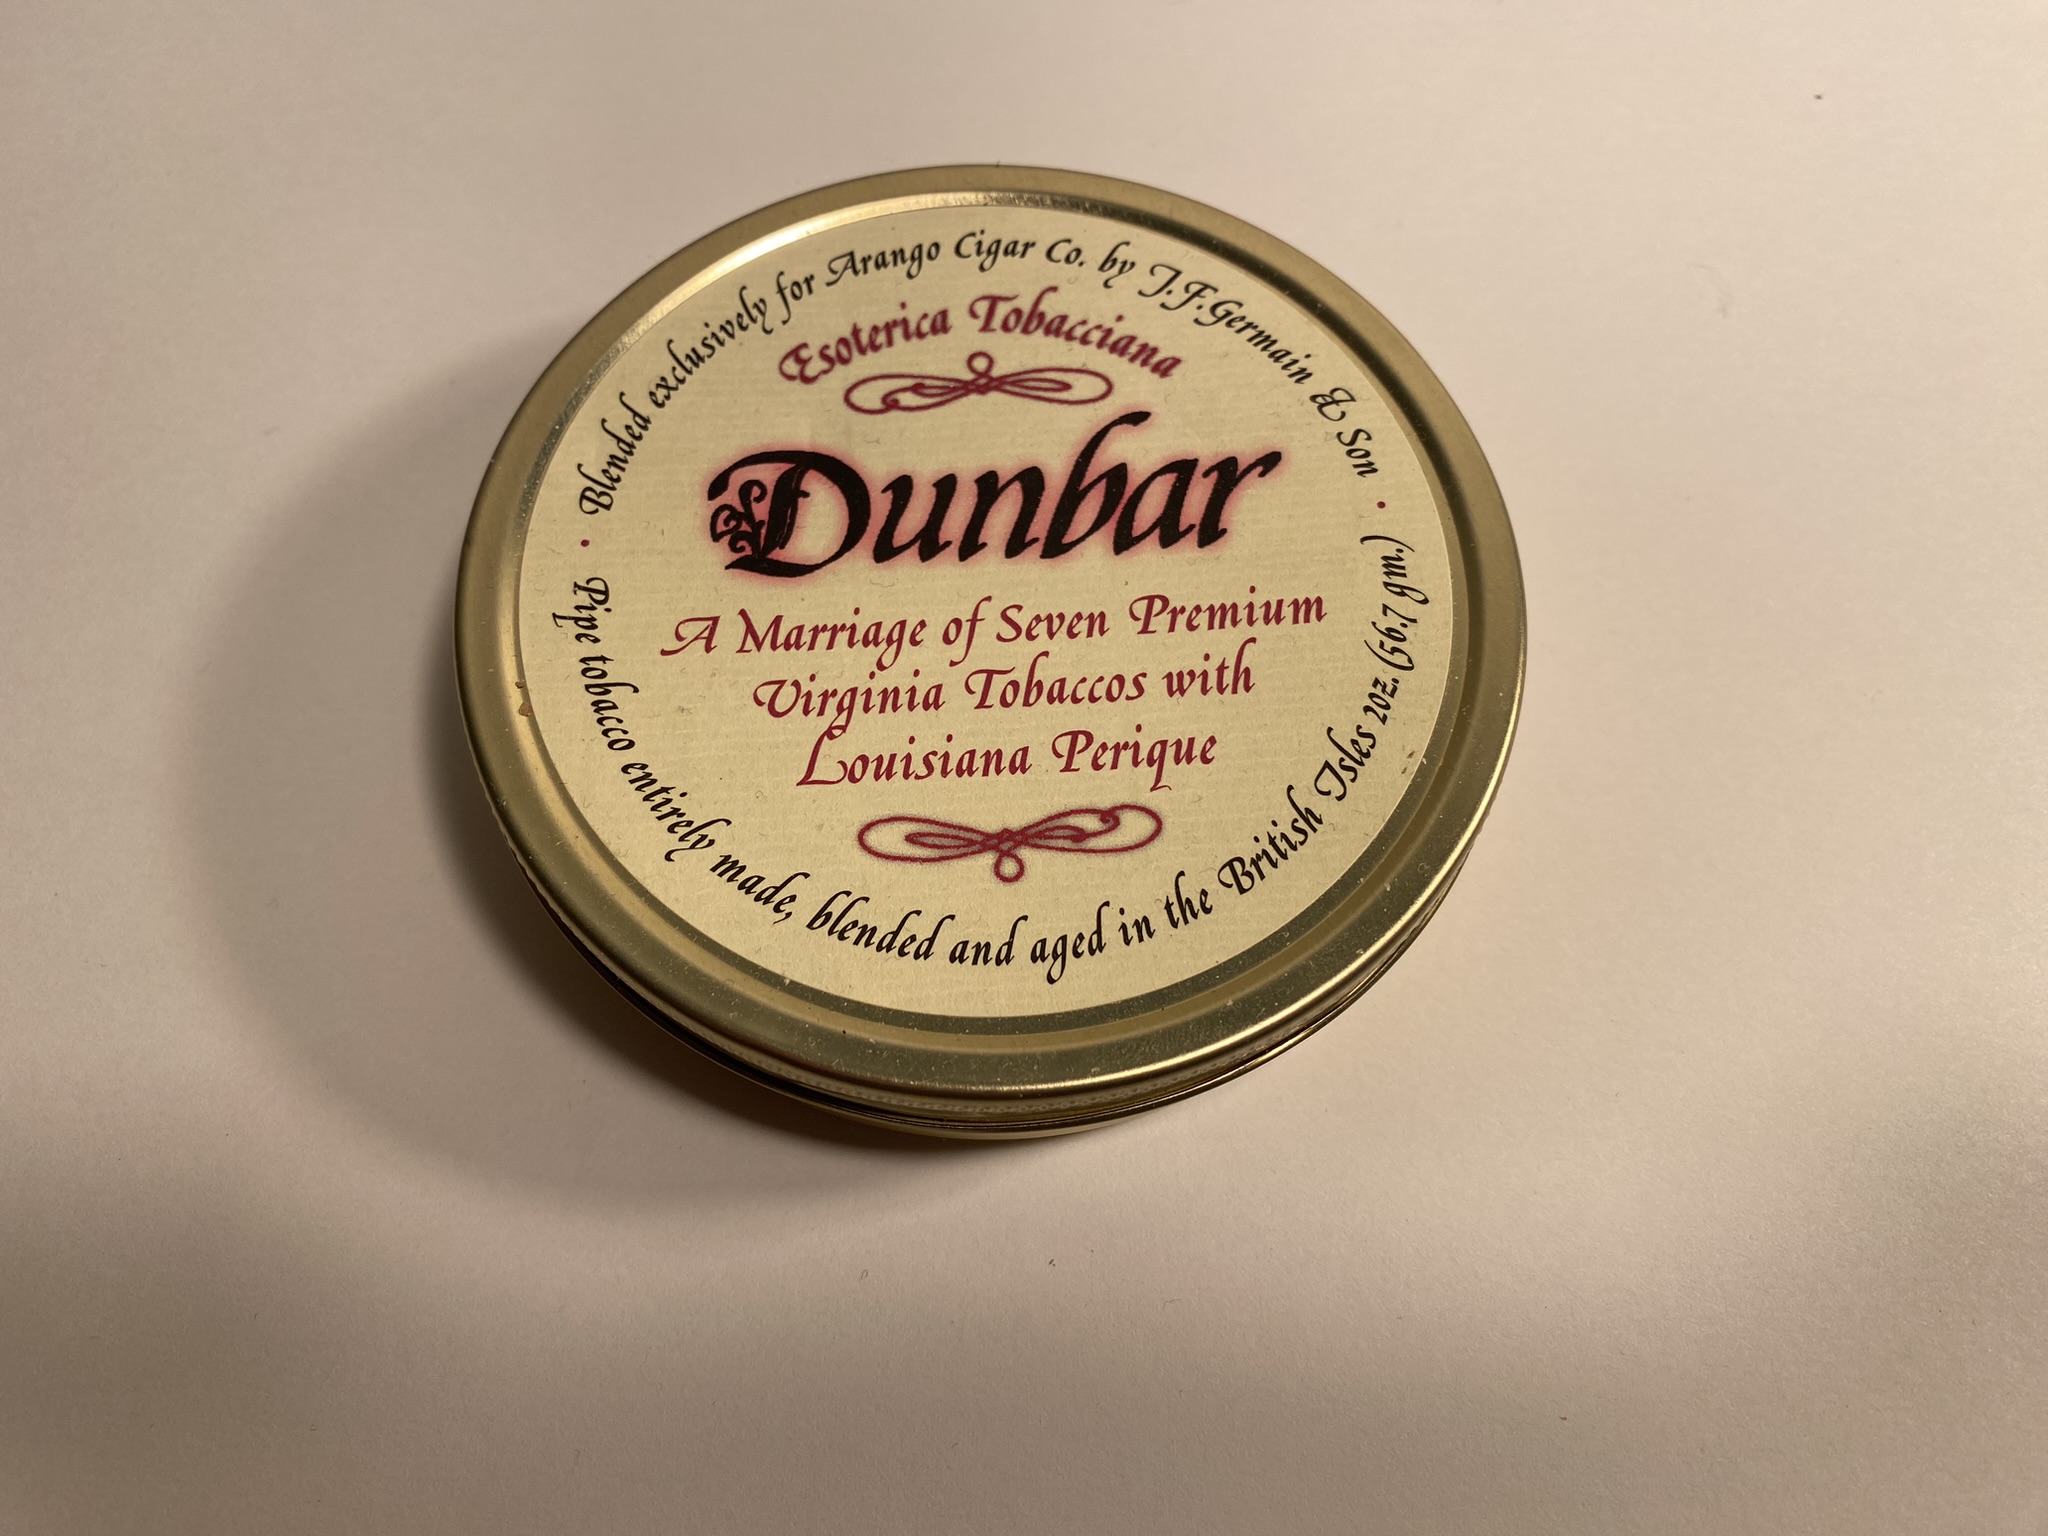 Blended exclusively for Arango Cigar Co. by J.F.Germain & Son
Esoterica Tobacciana
Dunbar
A Marriage of Seven Premium
Virginia Tobaccos with
Louisiana Perique
Pipe tobacco entirely made, blended and aged in the British Isles 2oz. (56.7 gm.)